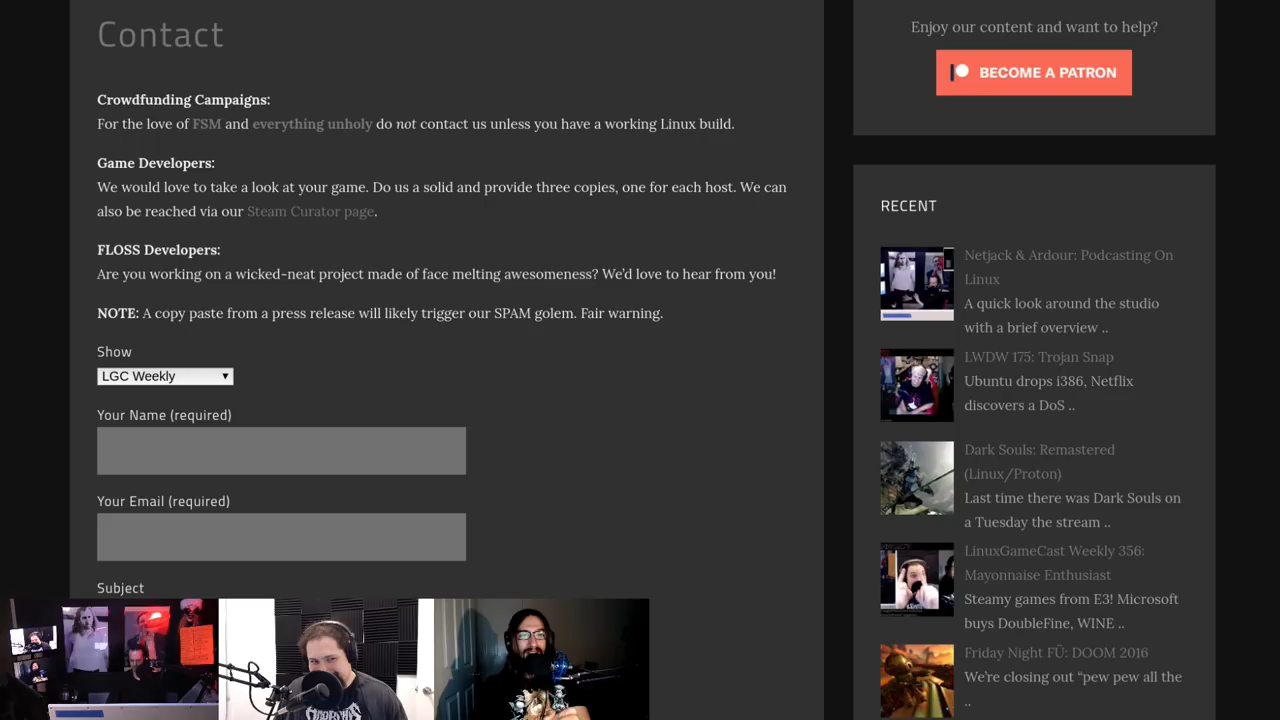 Contact
Crowdfunding Campaigns:
For the love of FSM and everything unholy do not contact us unless you have a working Linux build.
Game Developers:
We would love to take a look at your game. Do us a solid and provide three copies, one for each host. We can
also be reached via our Steam Curator page.
FLOSS Developers:
Are you working on a wicked-neat project made of face melting awesomeness? We’d love to hear from you!
NOTE: A copy paste from a press release will likely trigger our SPAM golem. Fair warning.
Show
LGC Weekly
Your Name (required)
Your Email (required)
Subject
Enjoy our content and want to help?
BECOME A PATRON
RECENT
Netjack & Ardour: Podcasting On
Linux
A quick look around the studio
with a brief overview ..
LWDW 175: Trojan Snap
Ubuntu drops i386, Netflix
discovers a DoS ..
Dark Souls: Remastered
(Linux/Proton)
Last time there was Dark Souls on
a Tuesday the stream ..
LinuxGameCast Weekly 356:
Mayonnaise Enthusiast
Steamy games from E3! Microsoft
buys DoubleFine, WINE ..
Friday Night FÜ: DOOM 2016
We’re closing out “pew pew all the
..